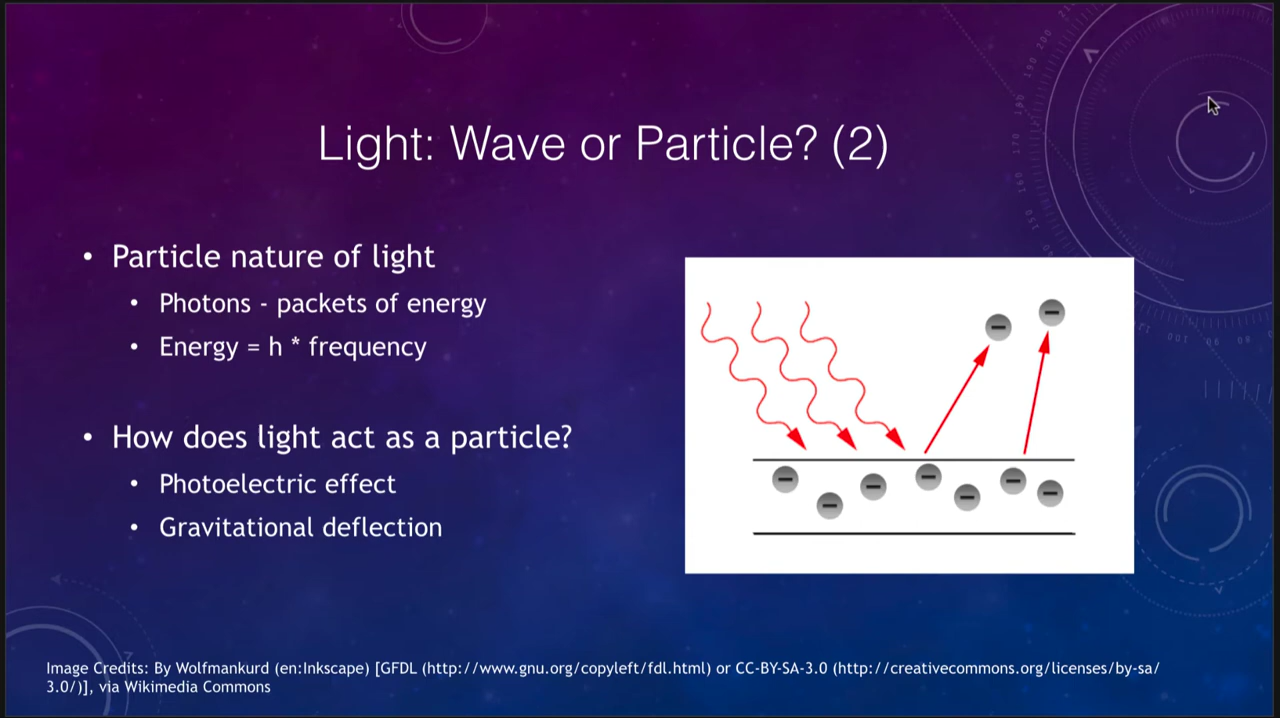 Light: Wave or Particle? (2)
• Particle nature of light
• Photons - packets of energy
• Energy = h * frequency
• How does light act as a particle?
• Photoelectric effect
• Gravitational deflection
Image Credits: By Wolfmankurd (en:Inkscape) [GFDL (http://www.gnu.org/copyleft/fdl.html) or CC-BY-SA-3.0 (http://creativecommons.org/licenses/by-sa/
3.0/)], via Wikimedia Commons